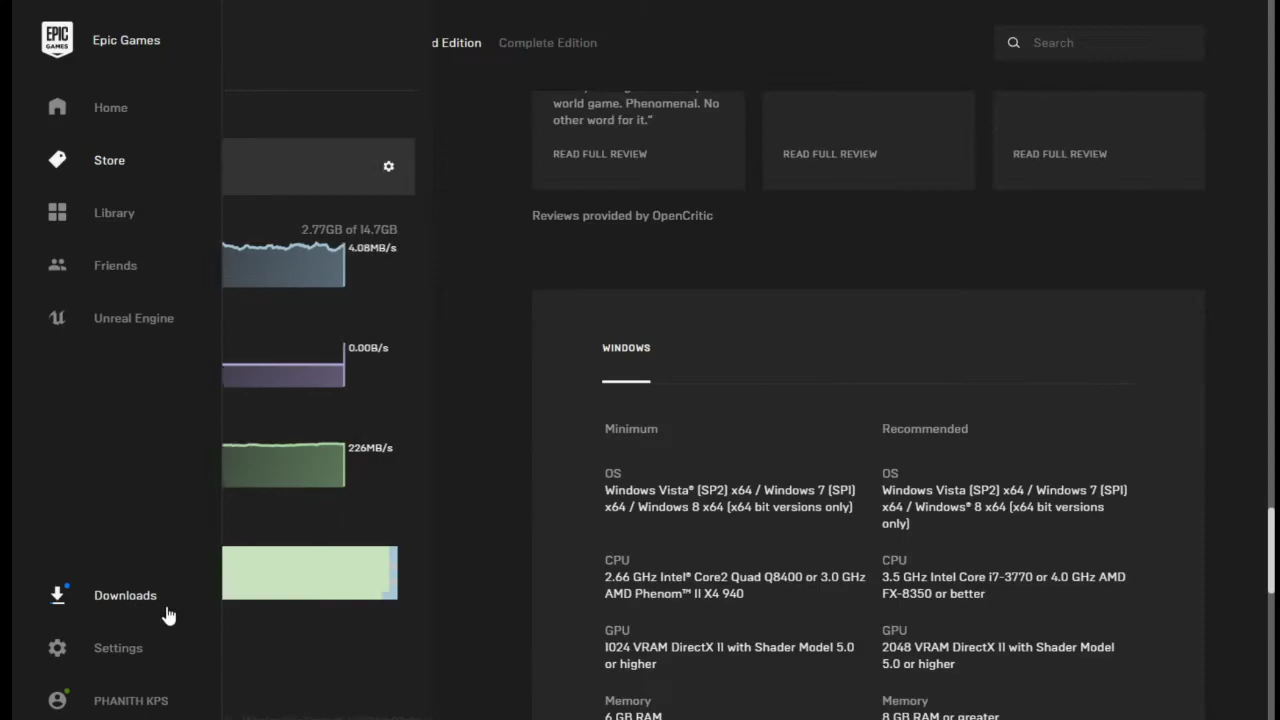 EPIC
GAMES
Epic Games
Home
Store
Library
Friends
Unreal Engine
Downloads
Settings
PHANITH KPS
2.77GB of 14.7GB
4.08MB/s
0.00B/s
226MB/s
d Edition
Complete Edition
Search
world game. Phenomenal. No
other word for it."
READ FULL REVIEW
READ FULL REVIEW
READ FULL REVIEW
Reviews provided by OpenCritic
WINDOWS
Minimum
OS
Windows Vista® (SP2) x64 / Windows 7 (SP1)
x64 / Windows 8 x64 (x64 bit versions only)
CPU
2.66 GHz Intel® Core2 Quad Q8400 or 3.0 GHz
AMD Phenom™ II X4 940
GPU
1024 VRAM DirectX 11 with Shader Model 5.0
or higher
Memory
6 GB RAM
Recommended
OS
Windows Vista (SP2) x64 / Windows 7 (SP1)
x64 / Windows® 8 x64 (x64 bit versions
only)
CPU
3.5 GHz Intel Core i7-3770 or 4.0 GHz AMD
FX-8350 or better
GPU
2048 VRAM DirectX 11 with Shader Model
5.0 or higher
Memory
8 GB RAM or greater